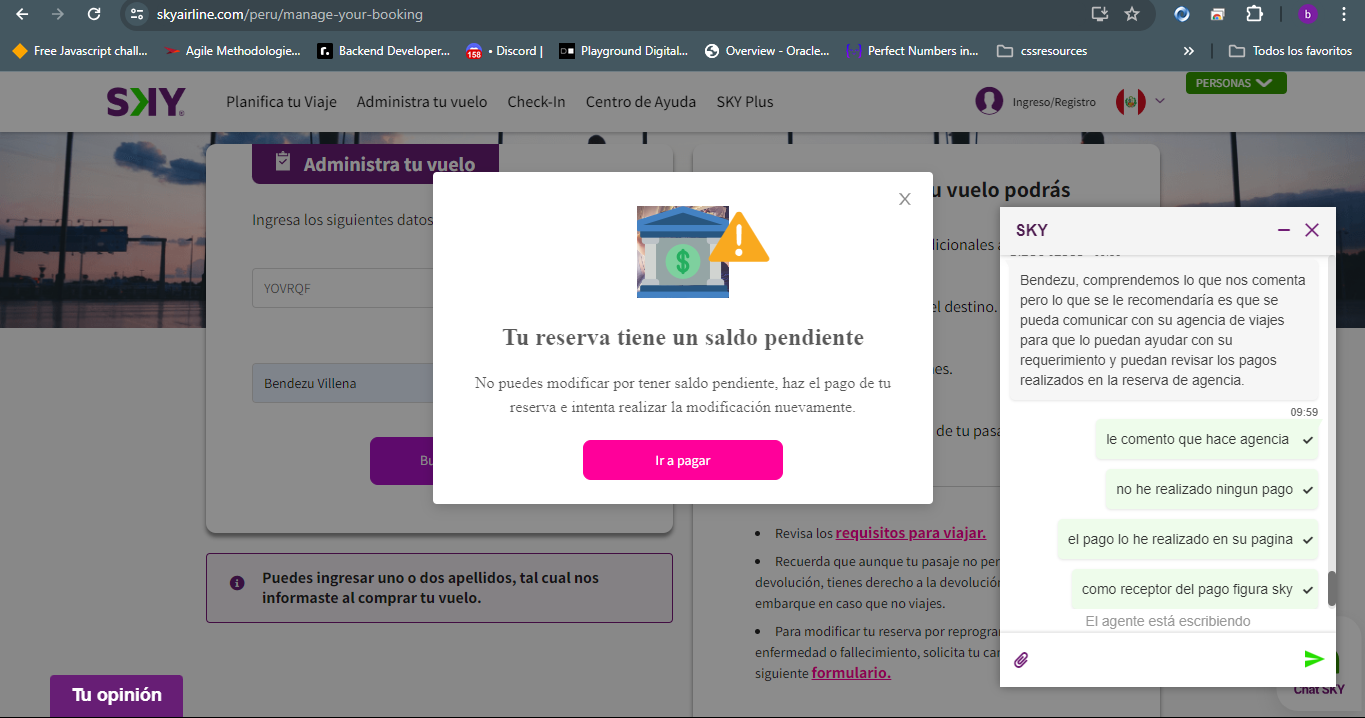 skyairline.com/peru/manage-your-booking
b
Free Javascript chall...
Agile Methodologie...
Backend Developer...
158
• Discord |
Playground Digital...
Overview - Oracle...
Perfect Numbers in...
cssresources
»
Todos los favoritos
PERSONAS
SKY
Planifica tu Viaje
Administra tu vuelo
Check-In
Centro de Ayuda
SKY Plus
Ingreso/Registro
Administra tu vuelo
Ingresa los siguientes datos
YOVRQF
Bendezu Villena
Bu
X
$
Tu reserva tiene un saldo pendiente
No puedes modificar por tener saldo pendiente, haz el pago de tu
reserva e intenta realizar la modificación nuevamente.
Ir a pagar
Puedes ingresar uno o dos apellidos, tal cual nos
informaste al comprar tu vuelo.
Tu opinión
u vuelo podrás
dicionales a
el destino.
nes.
de tu pasa
• Revisa los requisitos para viajar.
• Recuerda que aunque tu pasaje no per
devolución, tienes derecho a la devolución
embarque en caso que no viajes.
• Para modificar tu reserva por reprogra
enfermedad o fallecimiento, solicita tu can
siguiente formulario.
SKY
Bendezu, comprendemos lo que nos comenta
pero lo que se le recomendaría es que se
pueda comunicar con su agencia de viajes
para que lo puedan ayudar con su
requerimiento y puedan revisar los pagos
realizados en la reserva de agencia.
09:59
le comento que hace agencia
no he realizado ningun pago
el pago lo he realizado en su pagina
como receptor del pago figura sky
El agente está escribiendo
Chat SKY